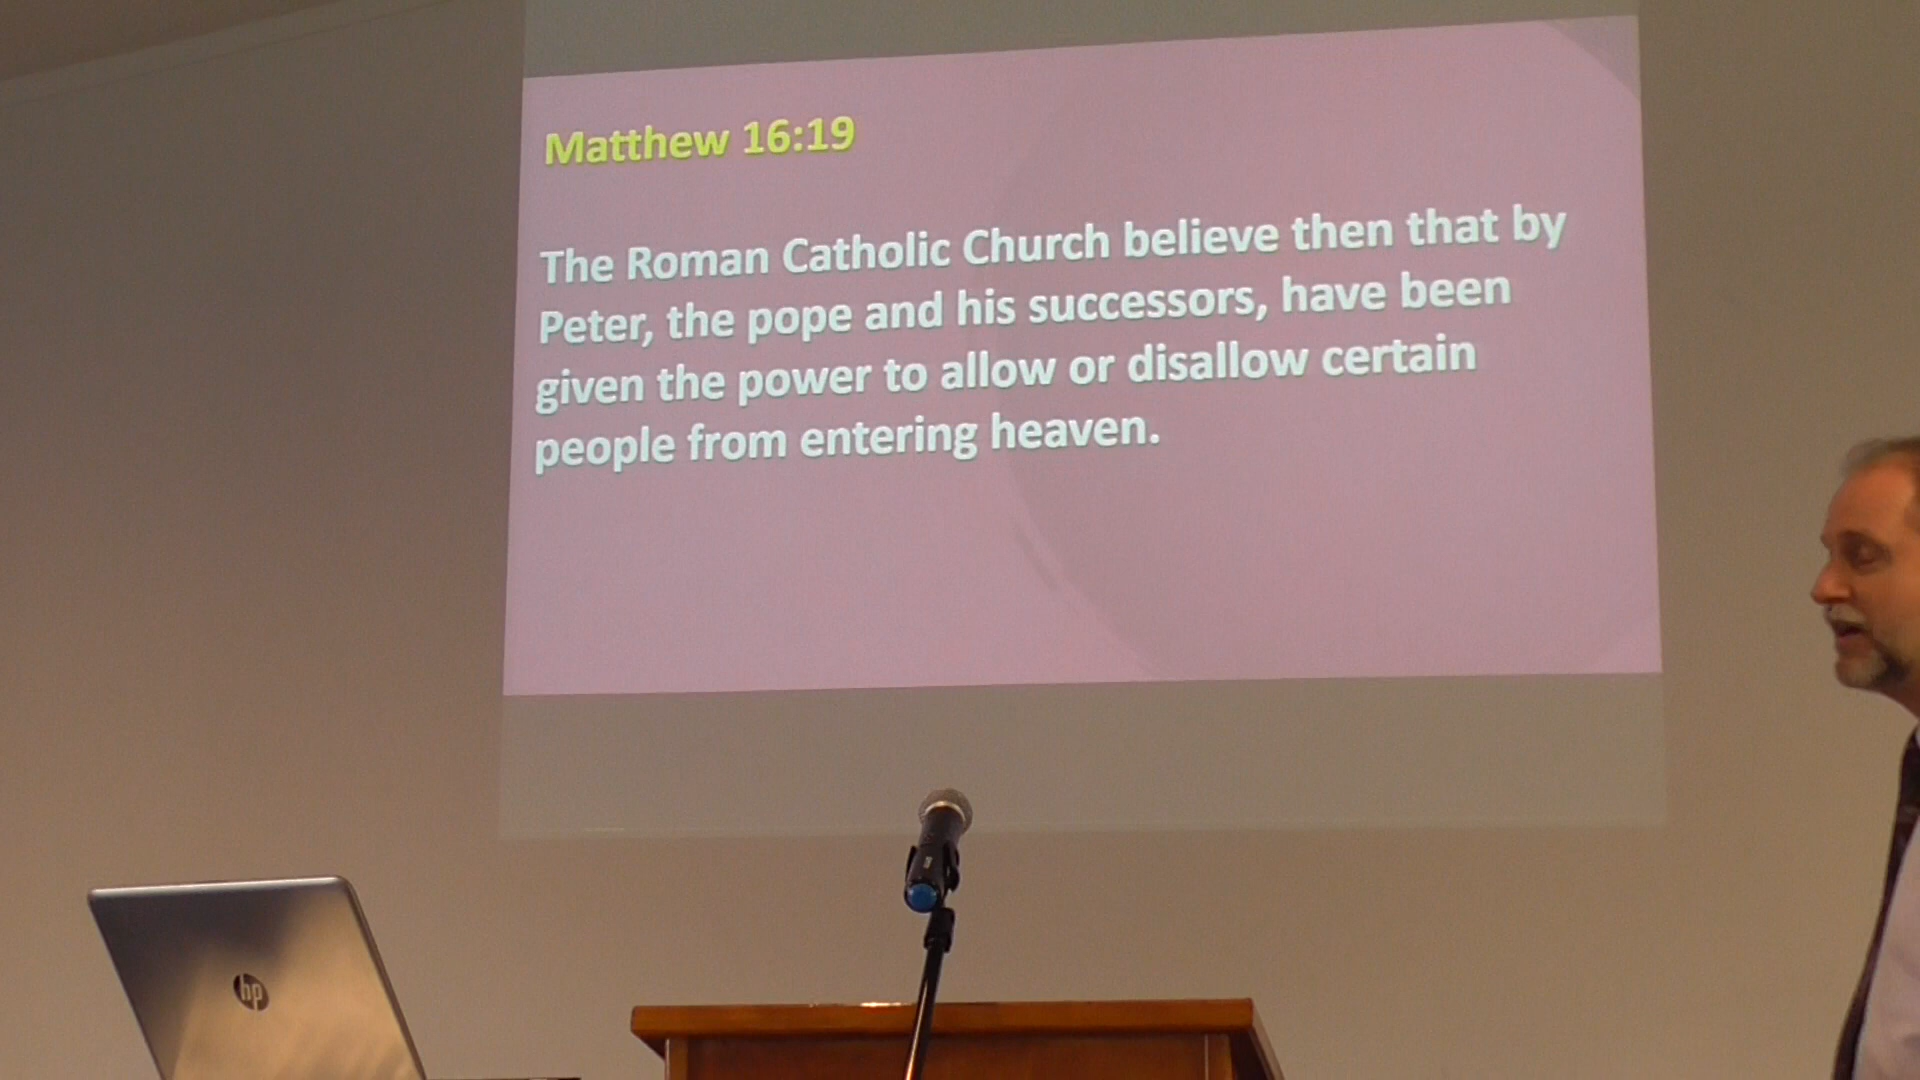 Matthew 16:19
The Roman Catholic Church believe then that by
Peter, the pope and his successors, have been
given the power to allow or disallow certain
people from entering heaven.
hp